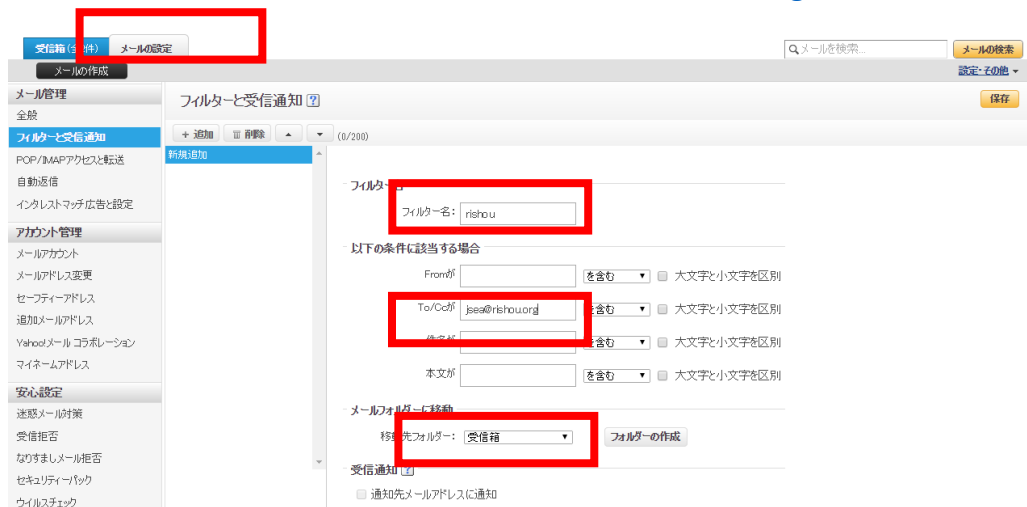 受信箱(全 件) メールの設定
メールを検索... メールの検索
メールの作成 設定・その他
メール管理
フィルターと受信通知 ? 保存
全般
フィルターと受信通知
+ 追加 削除 (0/200)
新規追加
POP/IMAPアクセスと転送
自動返信
インタレストマッチ広告と設定
アカウント管理
メールアカウント
メールアドレス変更
セーフティーアドレス
追加メールアドレス
Yahoo!メール コラボレーション
マイネームアドレス
安心設定
迷惑メール対策
受信拒否
なりすましメール拒否
セキュリティーパック
ウイルスチェック
フィルター名
フィルター名: rishou
以下の条件に該当する場合
Fromが を含む 大文字と小文字を区別
To/Ccが jsea@rishou.org を含む 大文字と小文字を区別
件名が を含む 大文字と小文字を区別
本文が を含む 大文字と小文字を区別
メールフォルダーに移動
移動先フォルダー: 受信箱 フォルダーの作成
受信通知 ?
通知先メールアドレスに通知